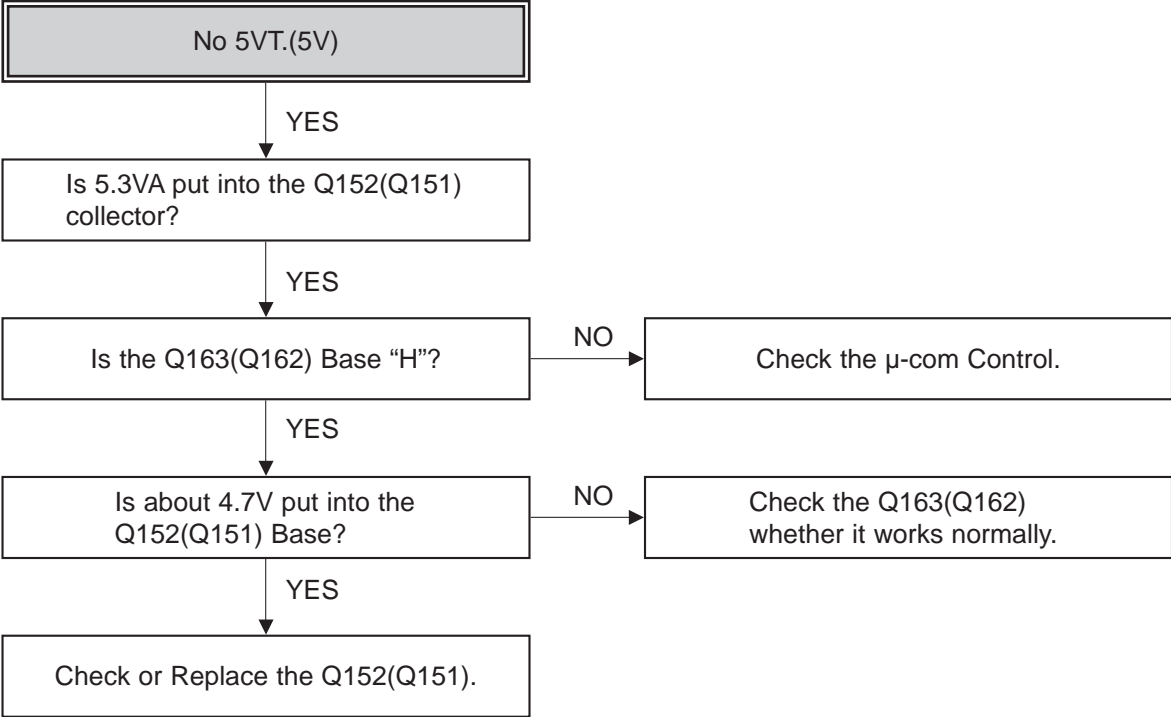 No 5VT.(5V)
YES
Is 5.3VA put into the Q152(Q151)
collector?
YES
Is the Q163(Q162) Base “H”?
NO
Check the µ-com Control.
YES
Is about 4.7V put into the
Q152(Q151) Base?
NO
Check the Q163(Q162)
whether it works normally.
YES
Check or Replace the Q152(Q151).